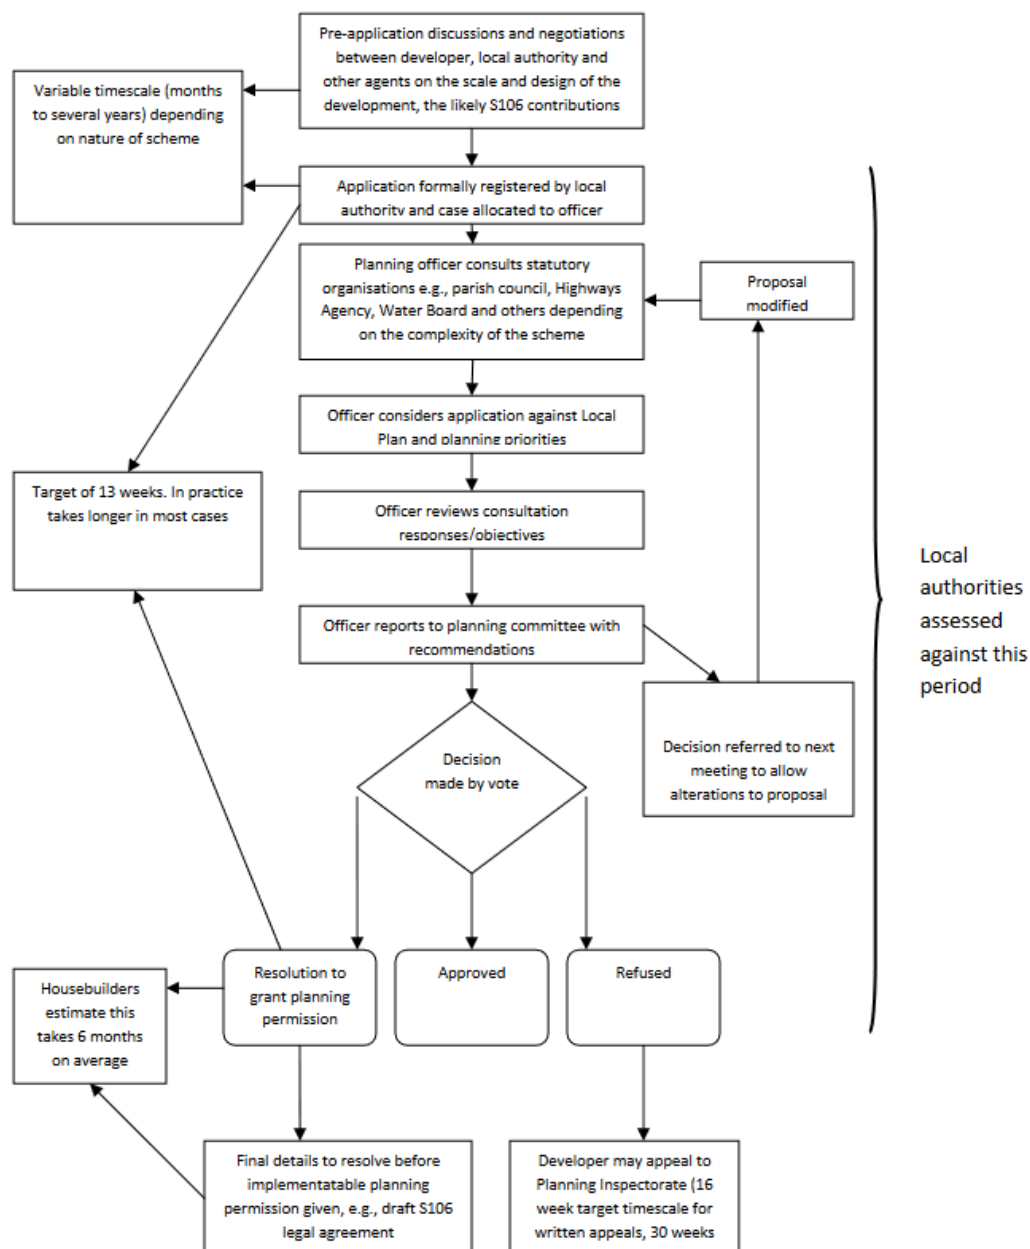 Pre-application discussions and negotiations
between developer, local authority and
other agents on the scale and design of the
development, the likely S106 contributions
Variable timescale (months
to several years) depending
on nature of scheme
Application formally registered by local
authority and case allocated to officer
Planning officer consults statutory
organisations e.g., parish council, Highways
Agency, Water Board and others depending
on the complexity of the scheme
Proposal
modified
Officer considers application against Local
Plan and planning priorities
Target of 13 weeks. In practice
takes longer in most cases
Officer reviews consultation
responses/objectives
Local
authorities
assessed
against this
period
Officer reports to planning committee with
recommendations
Decision referred to next
meeting to allow
alterations to proposal
Decision
made by vote
Resolution to
grant planning
permission
Approved
Refused
Housebuilders
estimate this
takes 6 months
on average
Final details to resolve before
implementatable planning
permission given, e.g., draft S106
legal agreement
Developer may appeal to
Planning Inspectorate (16
week target timescale for
written appeals, 30 weeks